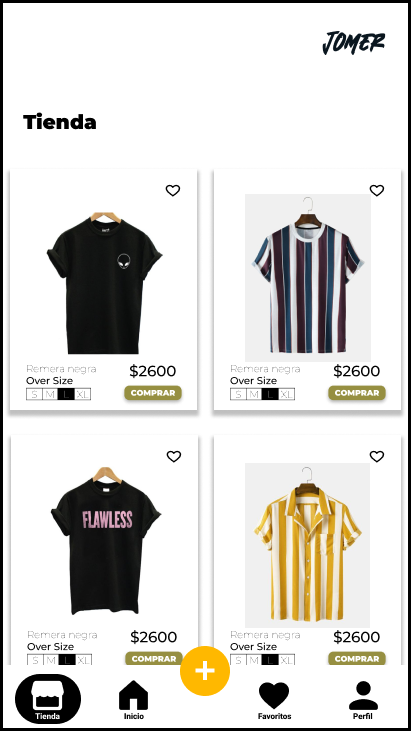 JOMER
Tienda
Remera negra
Over Size
$2600
S M L XL
COMPRAR
Remera negra
Over Size
$2600
S M L XL
COMPRAR
FLAWLESS
Remera negra
Over Size
$2600
S M L XL
COMPRAR
Remera negra
Over Size
$2600
S M L XL
COMPRAR
+
Tienda
Inicio
Favoritos
Perfil